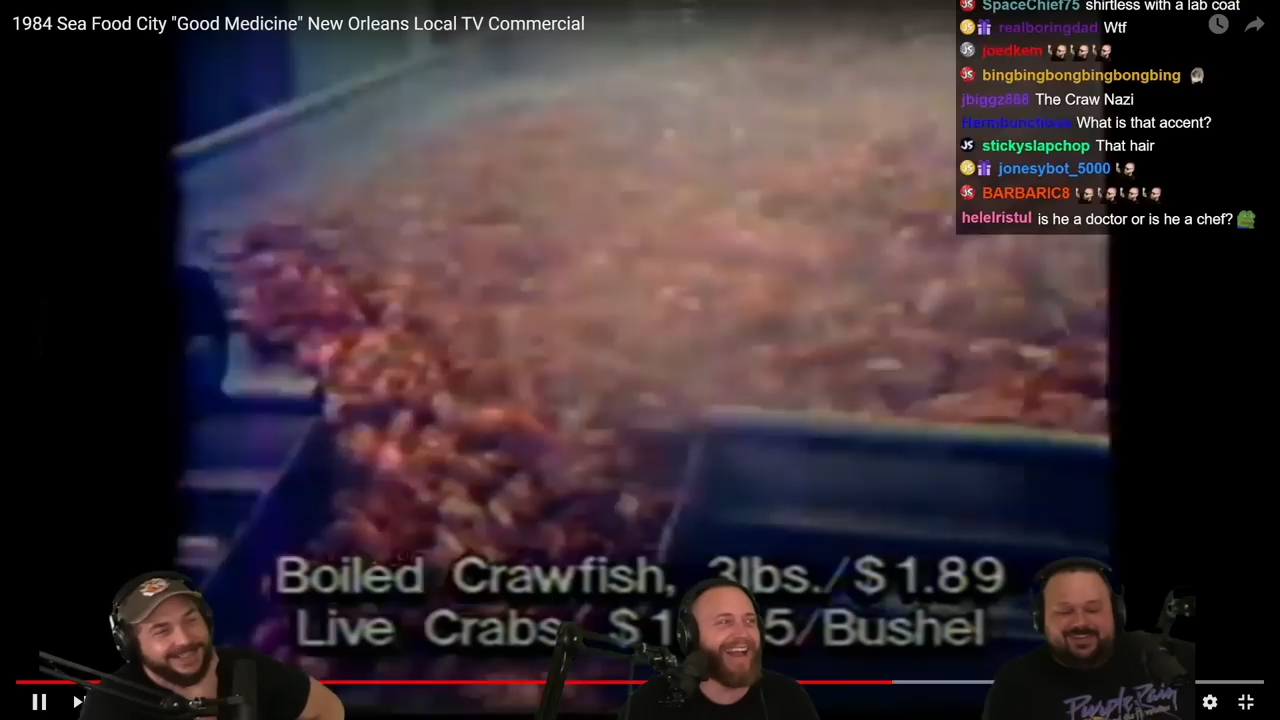 1984 Sea Food City "Good Medicine" New Orleans Local TV Commercial
SpaceChief75 shirtless with a lab coat
realboringdad Wtf
joedkem
bingbingbongbingbongbing
jbiggz868 The Craw Nazi
What is that accent?
stickyslapchop That hair
jonesybot_5000
BARBARIC8
helelristul is he a doctor or is he a chef?
Boiled Crawfish, 3lbs./$1.89
Live Crabs/ 5/Bushel
Purple Rain